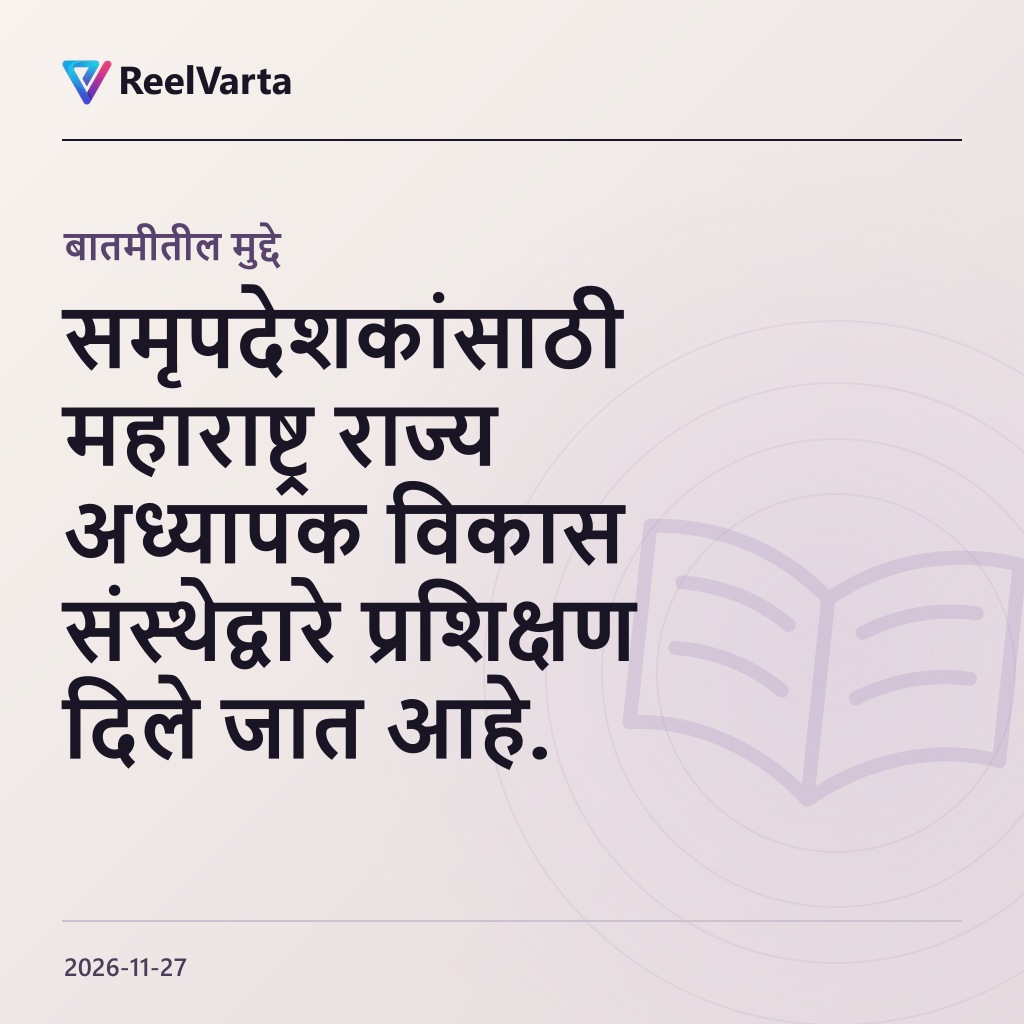 ReelVarta
बातमीतील मुद्दे
समृपदेशकांसाठी
महाराष्ट्र राज्य
अध्यापक विकास
संस्थेद्वारे प्रशिक्षण
दिले जात आहे.
2026-11-27